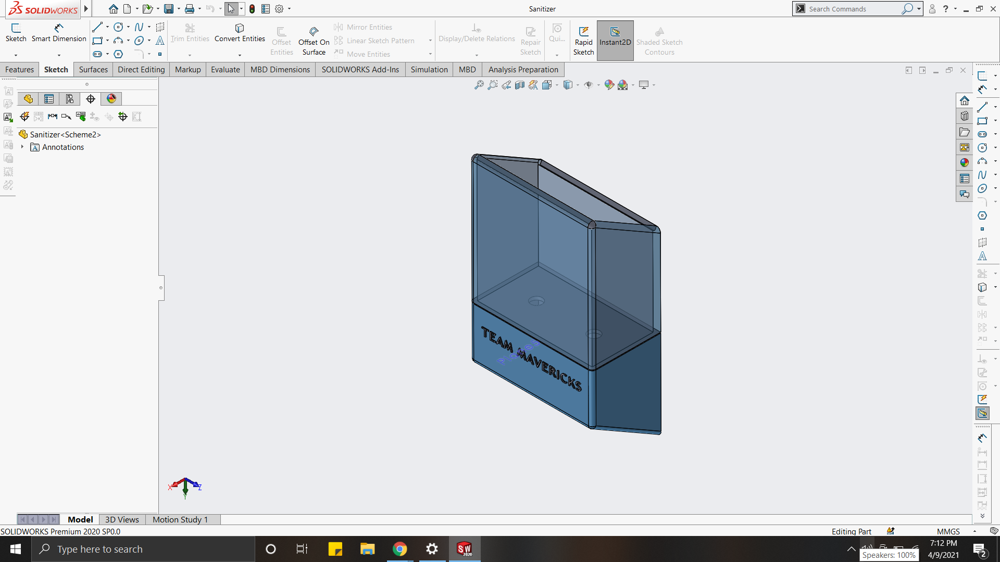 SOLIDWORKS
Sanitizer
Search Commands
?
Sketch
Smart Dimension
Trim Entities
Convert Entities
Offset Entities
Offset On Surface
Mirror Entities
Linear Sketch Pattern
Move Entities
Display/Delete Relations
Repair Sketch
Qui...
Rapid Sketch
Instant2D
Shaded Sketch Contours
Features
Sketch
Surfaces
Direct Editing
Markup
Evaluate
MBD Dimensions
SOLIDWORKS Add-Ins
Simulation
MBD
Analysis Preparation
Sanitizer<Scheme2>
Annotations
TEAM MAVERICKS
Plane5
X
Z
Y
Model
3D Views
Motion Study 1
SOLIDWORKS Premium 2020 SP0.0
Editing Part
MMGS
Type here to search
SW
2020
7:12 PM
Speakers: 100%
4/9/2021
2